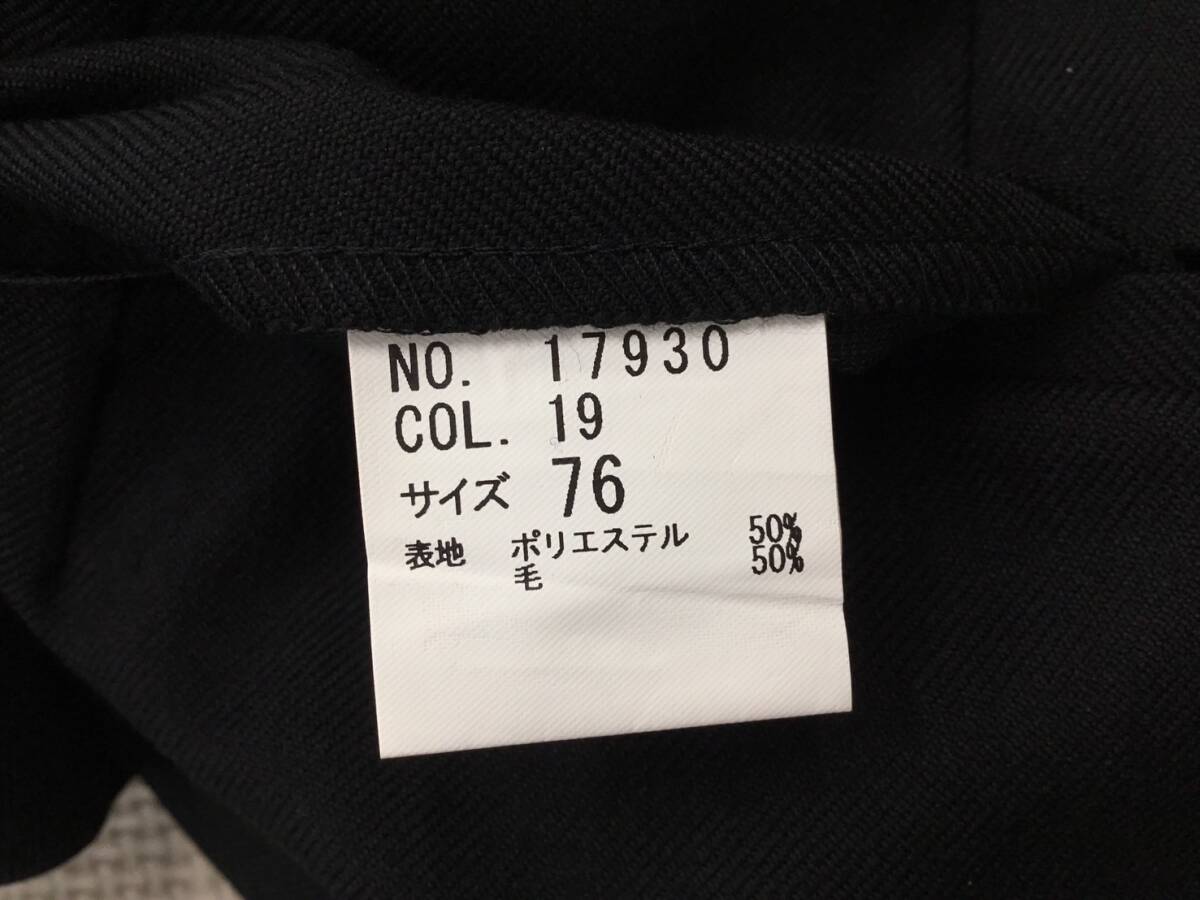 NO. 17930
COL. 19
サイズ 76
表地 ポリエステル 50%
毛 50%